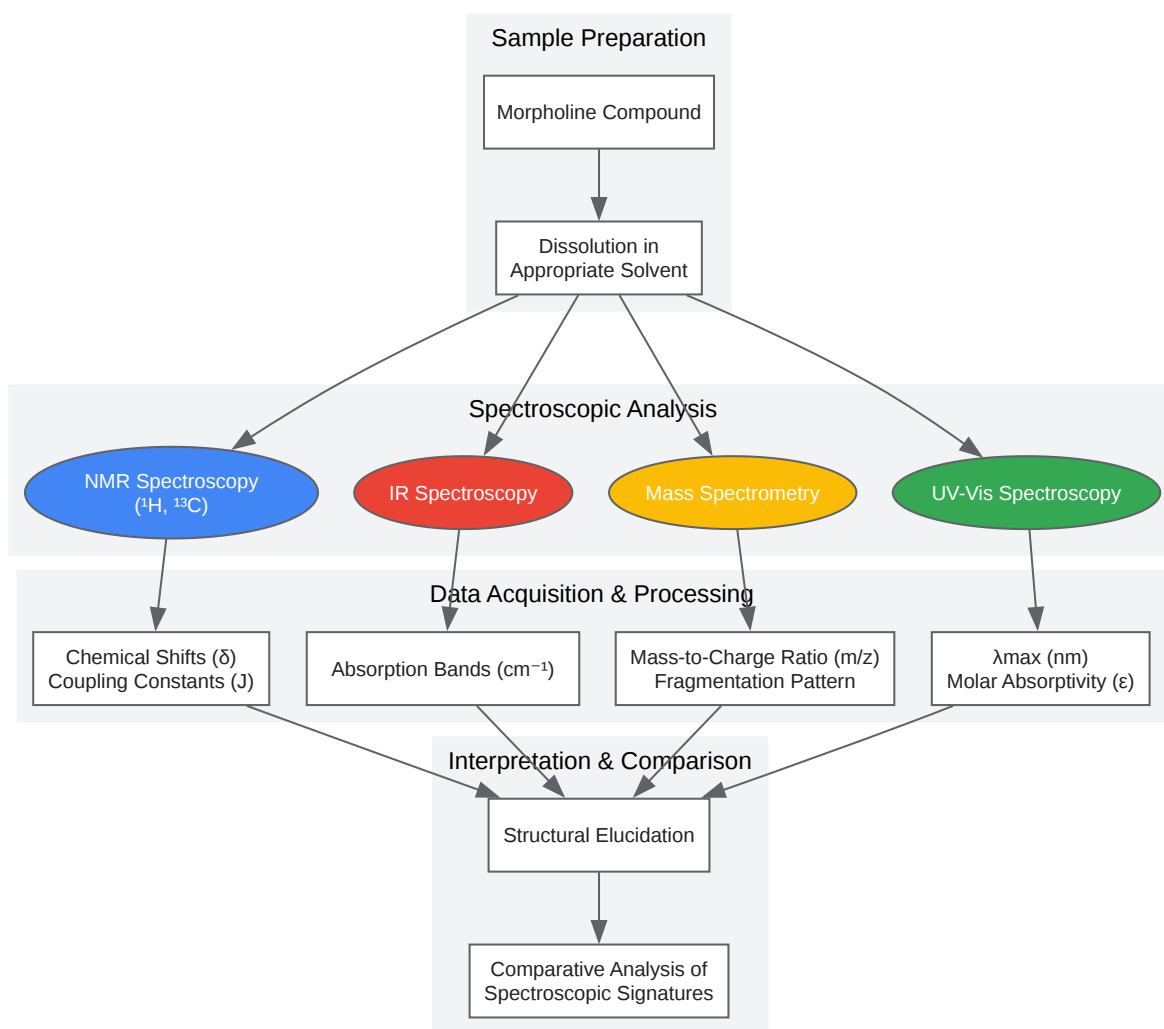 Sample Preparation
Morpholine Compound
Dissolution in
Appropriate Solvent
Spectroscopic Analysis
NMR Spectroscopy
(¹H, ¹³C)
IR Spectroscopy
Mass Spectrometry
UV-Vis Spectroscopy
Data Acquisition & Processing
Chemical Shifts (δ)
Coupling Constants (J)
Absorption Bands (cm⁻¹)
Mass-to-Charge Ratio (m/z)
Fragmentation Pattern
λmax (nm)
Molar Absorptivity (ε)
Interpretation & Comparison
Structural Elucidation
Comparative Analysis of
Spectroscopic Signatures